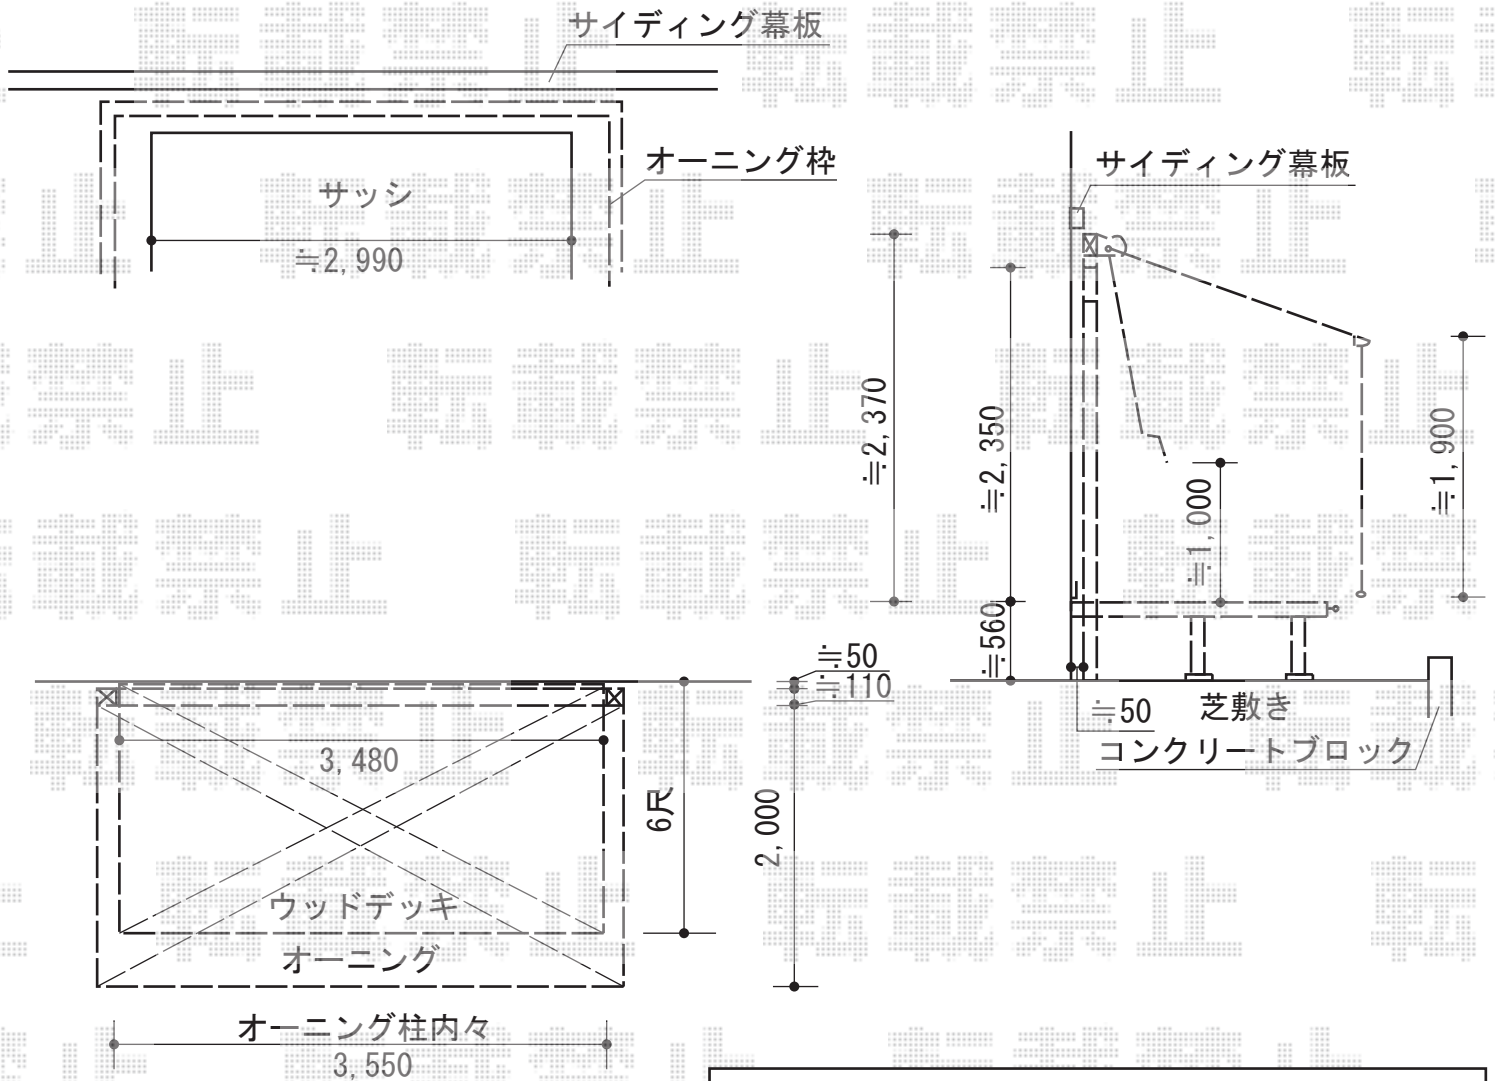 サイディング幕板
オーニング枠
サッシ
≒2,990
サイディング幕板
≒2,370
≒2,350
≒1,900
≒1,000
≒560
≒50
≒110
≒50
芝敷き
コンクリートブロック
3,480
6尺
2,000
ウッドデッキ
オーニング
オーニング柱内々
3,550
転載禁止